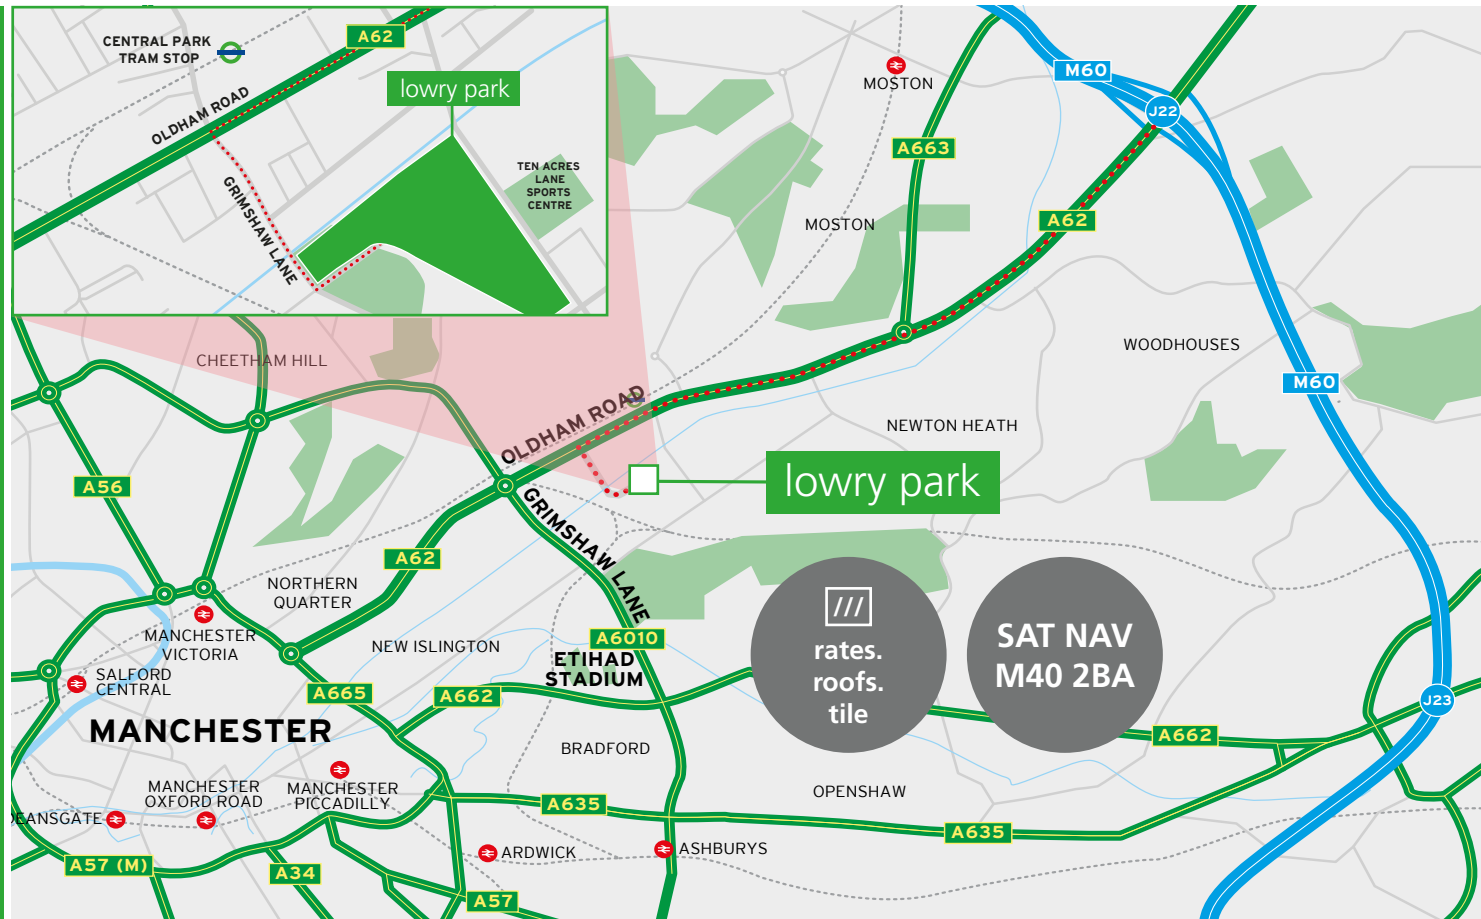 CENTRAL PARK
TRAM STOP
A62
lowry park
OLDHAM ROAD
GRIMSHAW LANE
TEN ACRES
LANE
SPORTS
CENTRE
MOSTON
M60
J22
A663
MOSTON
A62
WOODHOUSES
M60
CHEETHAM HILL
OLDHAM ROAD
NEWTON HEATH
lowry park
A56
GRIMSHAW LANE
A62
NORTHERN
QUARTER
MANCHESTER
VICTORIA
NEW ISLINGTON
A6010
ETIHAD
STADIUM
///
rates.
roofs.
tile
SAT NAV
M40 2BA
SALFORD
CENTRAL
A665
A662
J23
MANCHESTER
BRADFORD
A662
MANCHESTER
OXFORD ROAD
MANCHESTER
PICCADILLY
OPENSHAW
DEANSGATE
A635
A635
A57 (M)
A34
ARDWICK
ASHBURYS
A57